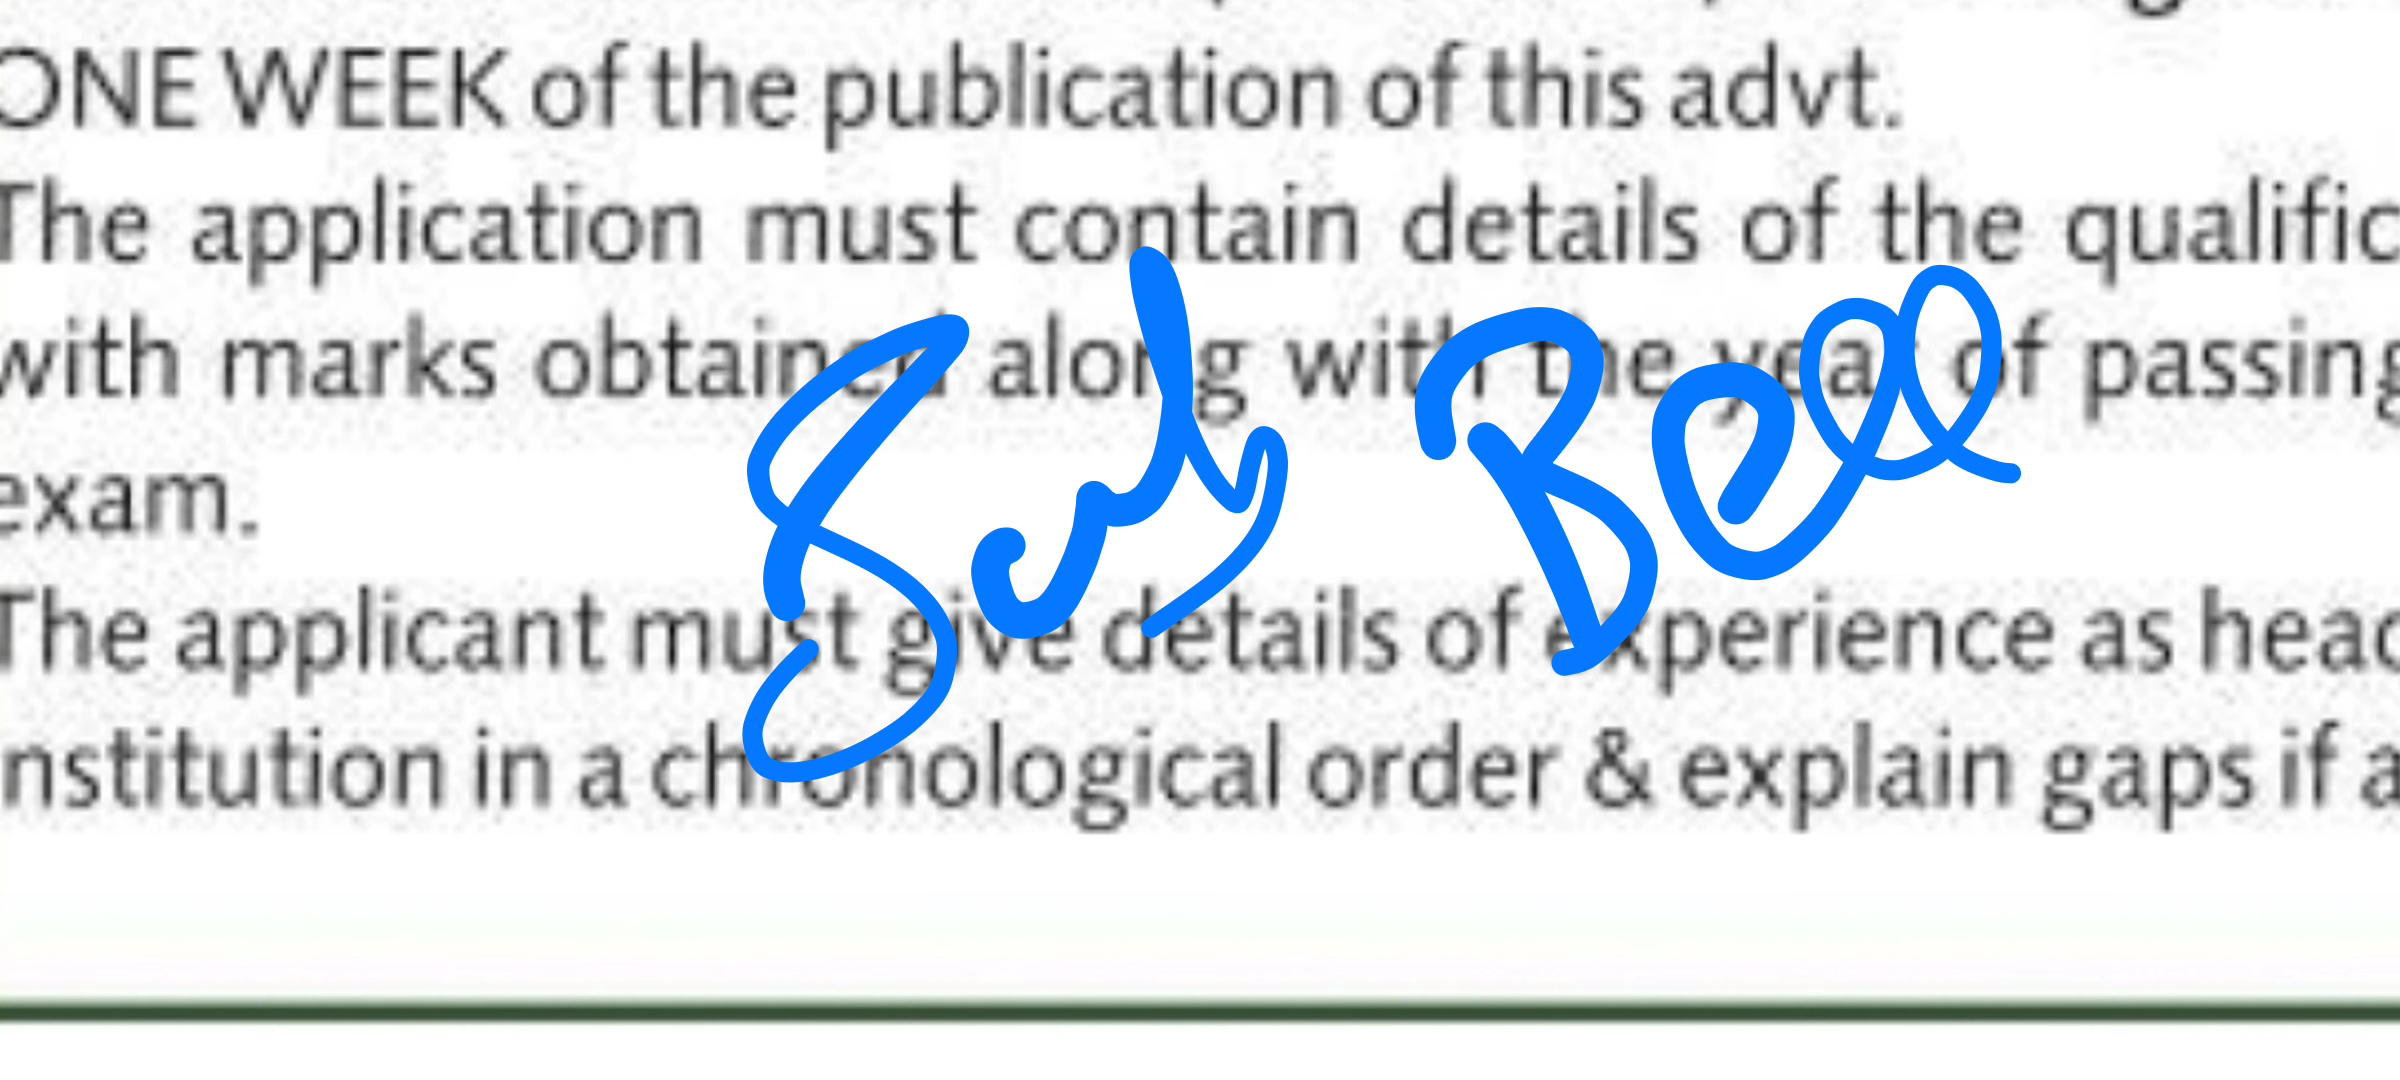 ONE WEEK of the publication of this advt.
The application must contain details of the qualific
with marks obtained along with the year of passing
exam.
The applicant must give details of experience as head
nstitution in a chronological order & explain gaps if a
Bell